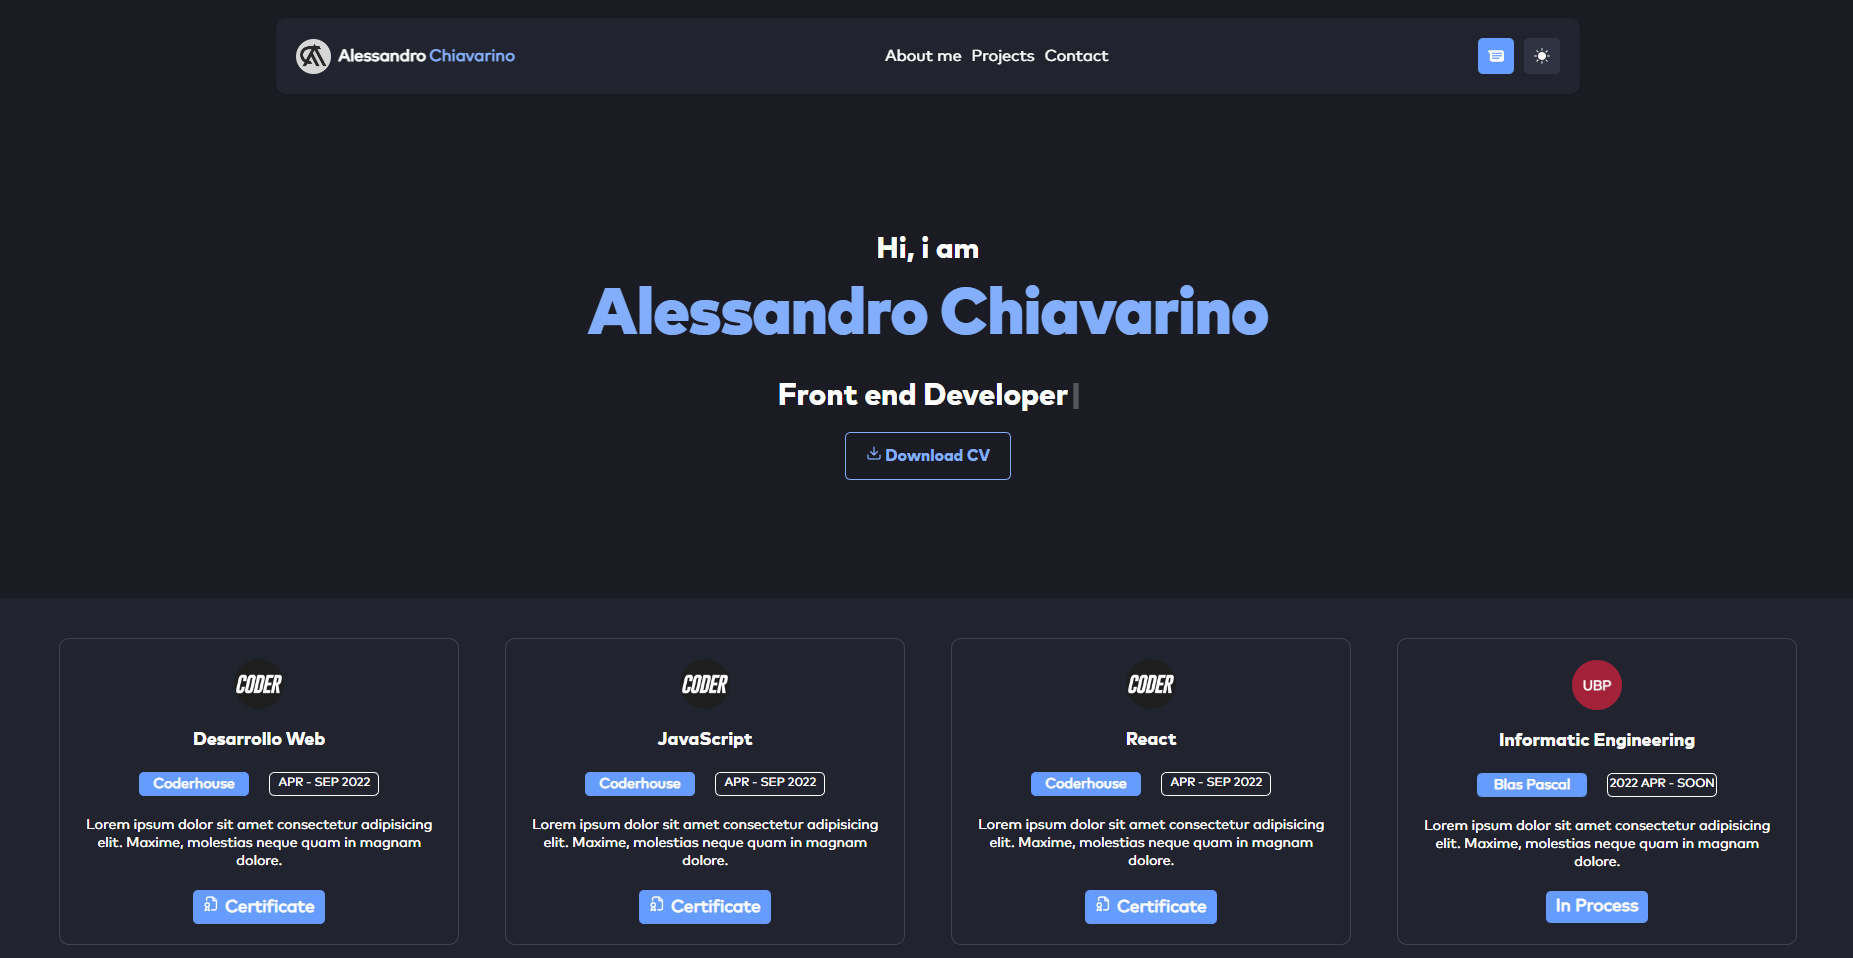 Alessandro Chiavarino
About me Projects Contact
Hi, i am
Alessandro Chiavarino
Front end Developer|
Download CV
CODER
Desarrollo Web
Coderhouse APR - SEP 2022
Lorem ipsum dolor sit amet consectetur adipisicing
elit. Maxime, molestias neque quam in magnam
dolore.
Certificate
CODER
JavaScript
Coderhouse APR - SEP 2022
Lorem ipsum dolor sit amet consectetur adipisicing
elit. Maxime, molestias neque quam in magnam
dolore.
Certificate
CODER
React
Coderhouse APR - SEP 2022
Lorem ipsum dolor sit amet consectetur adipisicing
elit. Maxime, molestias neque quam in magnam
dolore.
Certificate
UBP
Informatic Engineering
Blas Pascal 2022 APR - SOON
Lorem ipsum dolor sit amet consectetur adipisicing
elit. Maxime, molestias neque quam in magnam
dolore.
In Process